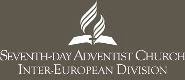 SEVENTH-DAY ADVENTIST CHURCH
INTER-EUROPEAN DIVISION